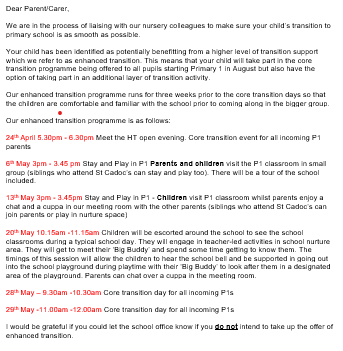 Dear Parent/Carer,
We are in the process of liaising with our nursery colleagues to make sure your child's transition to
primary school is as smooth as possible.
Your child has been identified as potentially benefitting from a higher level of transition support
which we refer to as enhanced transition. This means that your child will take part in the core
transition programme being offered to all pupils starting Primary 1 in August but also have the
option of taking part in an additional layer of transition activity.
Our enhanced transition programme runs for three weeks prior to the core transition days so that
the children are comfortable and familiar with the school prior to coming along in the bigger group.
Our enhanced transition programme is as follows:
24th April 5.30pm - 6.30pm Meet the HT open evening. Core transition event for all incoming P1
parents
6th May 3pm - 3.45 pm Stay and Play in P1 Parents and children visit the P1 classroom in small
group (siblings who attend St Cadoc's can stay and play too). There will be a tour of the school
included.
13th May 3pm - 3.45pm Stay and Play in P1 - Children visit P1 classroom whilst parents enjoy a
chat and a cuppa in our meeting room with the other parents (siblings who attend St Cadoc's can
join parents or play in nurture space)
20th May 10.15am -11.15am Children will be escorted around the school to see the school
classrooms during a typical school day. They will engage in teacher-led activities in school nurture
area. They will get to meet their 'Big Buddy' and spend some time getting to know them. The
timings of this session will allow the children to hear the school bell and be supported in going out
into the school playground during playtime with their 'Big Buddy' to look after them in a designated
area of the playground. Parents can chat over a cuppa in the meeting room.
28th May – 9.30am -10.30am Core transition day for all incoming P1s
29th May -11.00am -12.00am Core transition day for all incoming P1s
I would be grateful if you could let the school office know if you do not intend to take up the offer of
enhanced transition.